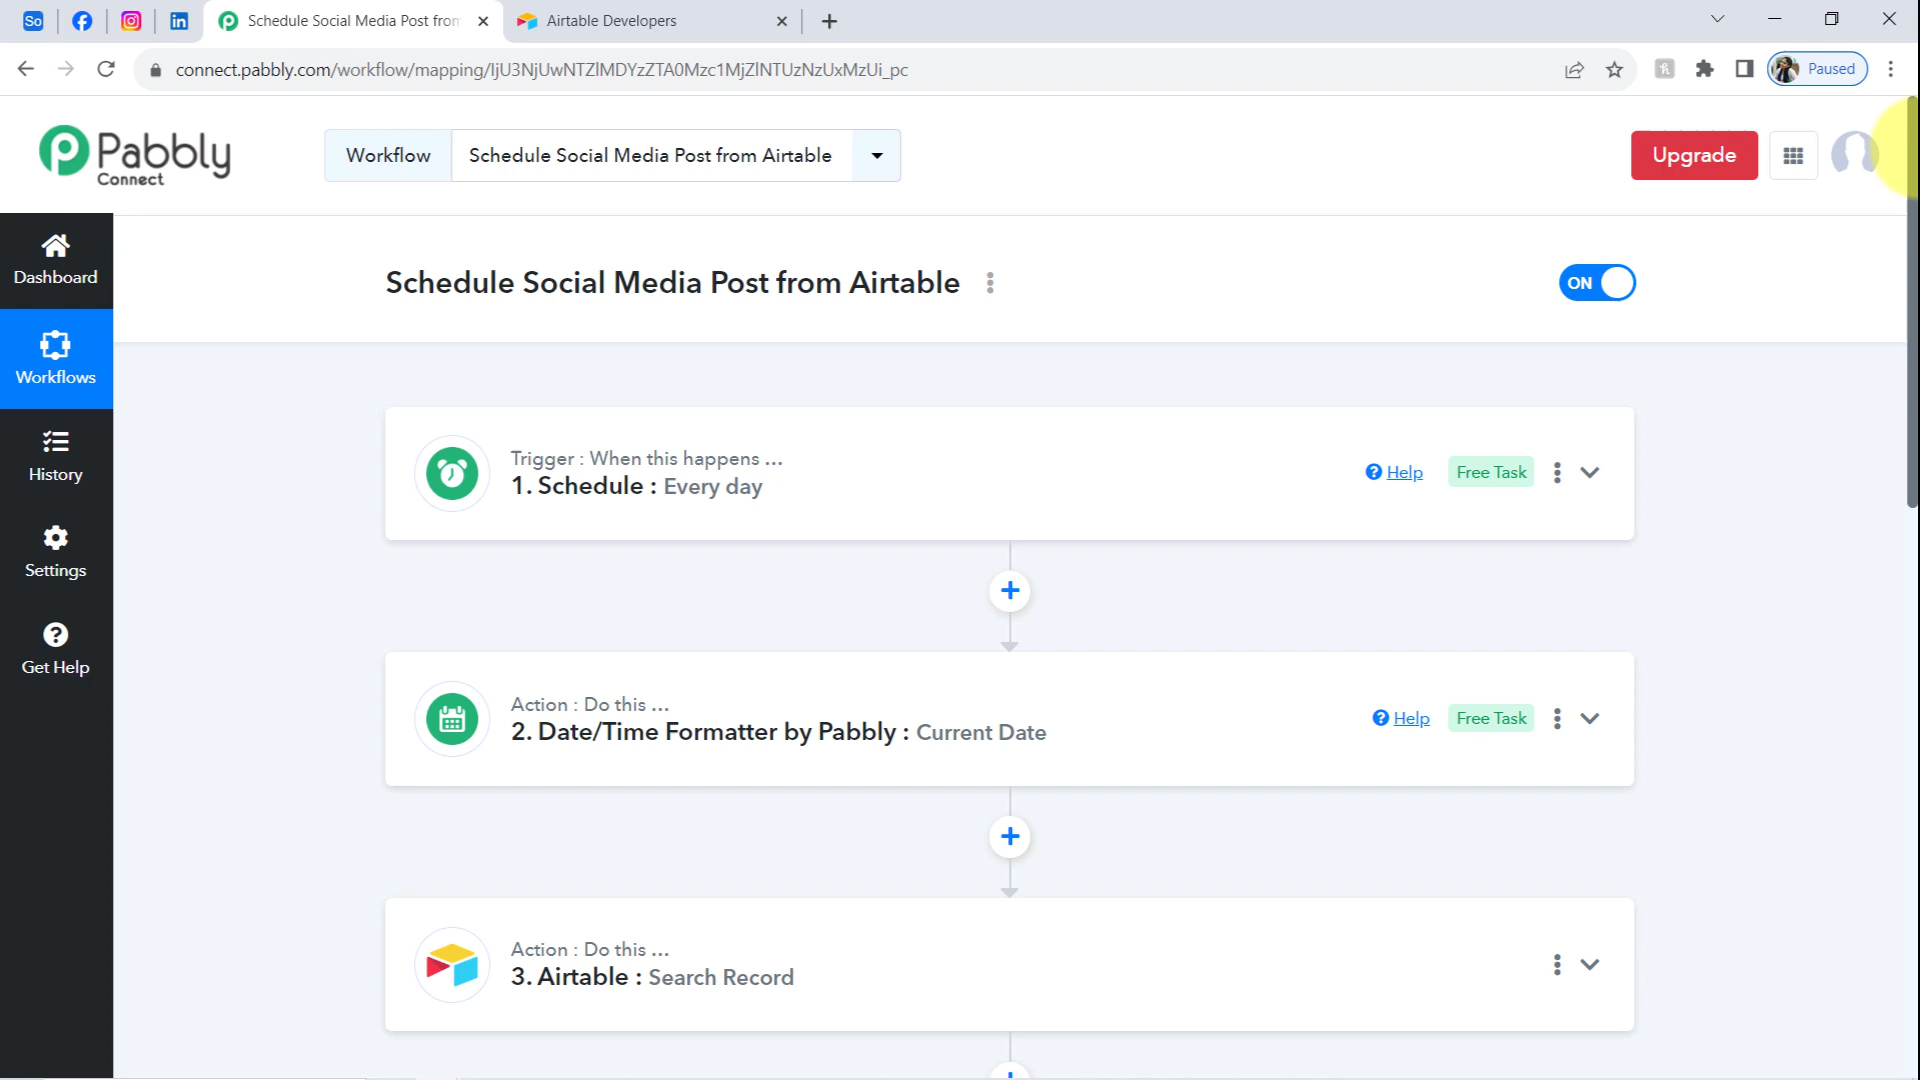 So
Schedule Social Media Post from
Airtable Developers
connect.pabbly.com/workflow/mapping/IjU3NjUwNTZlMDYzZTA0Mzc1MjZlNTUzNzUxMzUi_pc
Paused
Pabbly
Connect
Workflow
Schedule Social Media Post from Airtable
Upgrade
Dashboard
Workflows
History
Settings
Get Help
Schedule Social Media Post from Airtable
ON
Trigger : When this happens ...
1. Schedule : Every day
Help
Free Task
Action : Do this ...
2. Date/Time Formatter by Pabbly : Current Date
Help
Free Task
Action : Do this ...
3. Airtable : Search Record